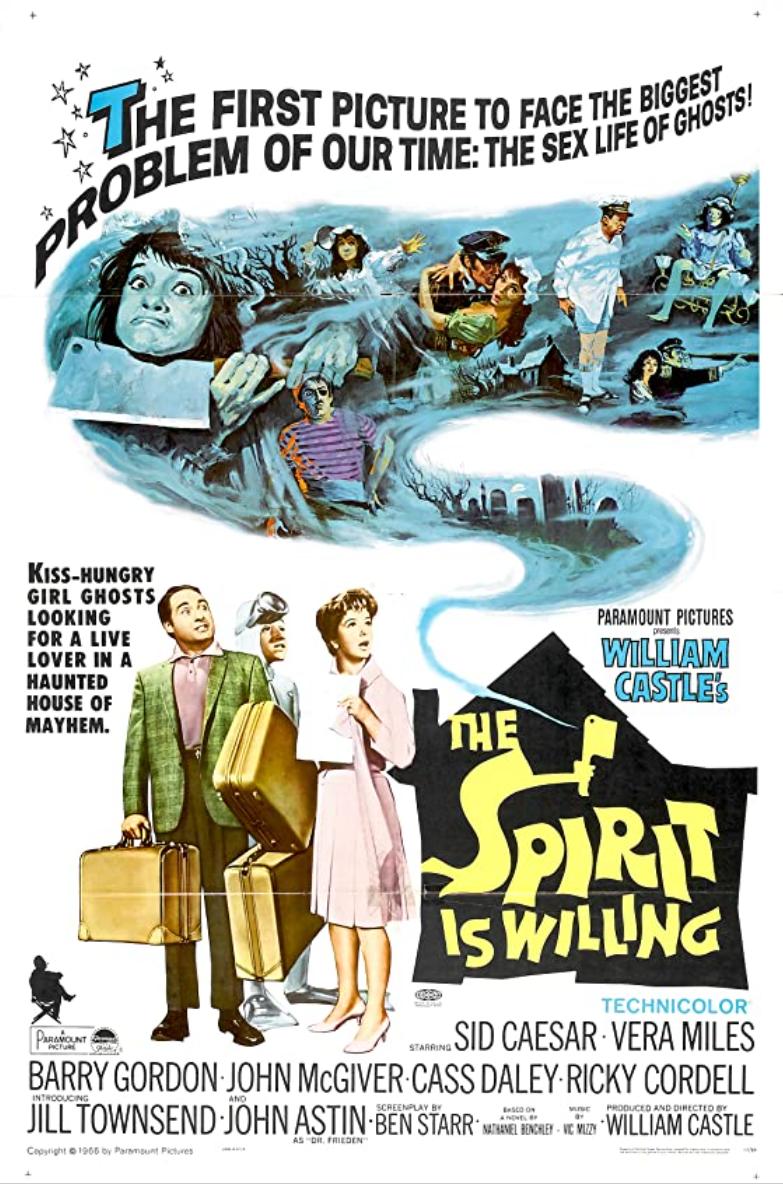 THE FIRST PICTURE TO FACE THE BIGGEST
PROBLEM OF OUR TIME: THE SEX LIFE OF GHOSTS!
KISS-HUNGRY
GIRL GHOSTS
LOOKING
FOR A LIVE
LOVER IN A
HAUNTED
HOUSE OF
MAYHEM.
PARAMOUNT PICTURES
presents
WILLIAM
CASTLE's
THE
SPIRIT
IS WILLING
TECHNICOLOR
A
PARAMOUNT
PICTURE
STARRING SID CAESAR · VERA MILES
BARRY GORDON · JOHN McGIVER · CASS DALEY · RICKY CORDELL
INTRODUCING JILL TOWNSEND · AND JOHN ASTIN AS "DR. FRIEDEN" · SCREENPLAY BY BEN STARR · BASED ON A NOVEL BY NATHANIEL BENCHLEY · MUSIC BY VIC MIZZY · PRODUCED AND DIRECTED BY WILLIAM CASTLE
Copyright © 1966 by Paramount Pictures